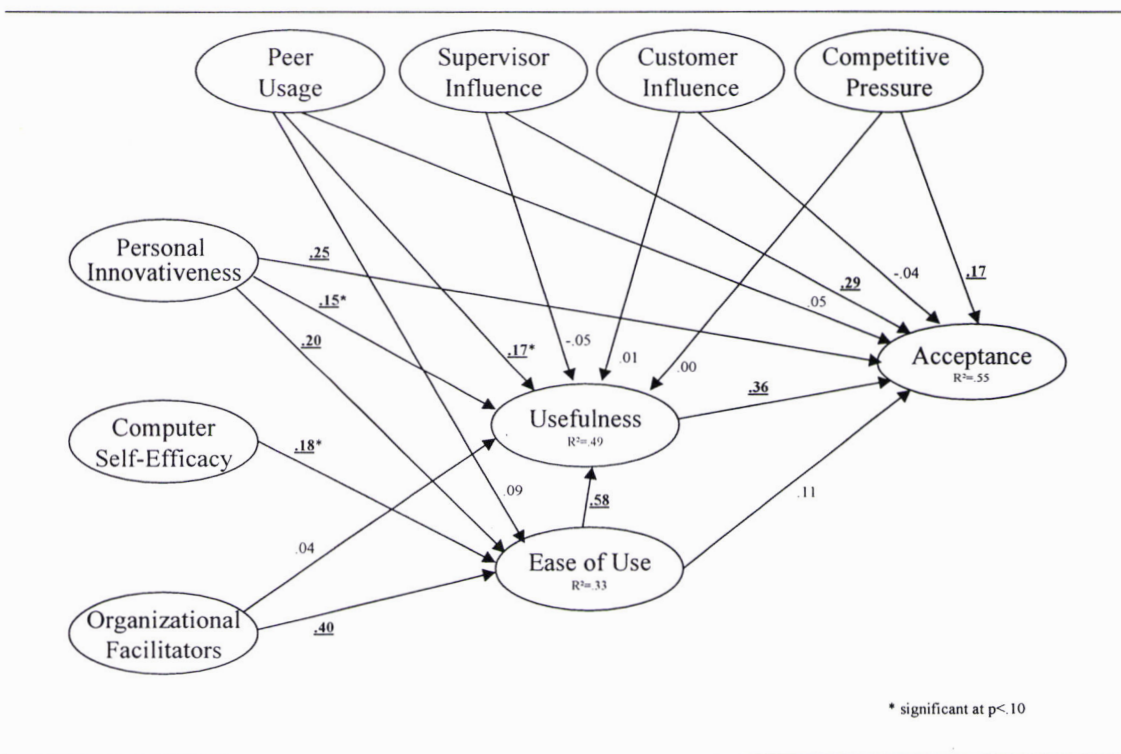 Peer
Usage
Supervisor
Influence
Customer
Influence
Competitive
Pressure
Personal
Innovativeness
.25
.15*
.20
.17*
-.05
.01
.00
.05
.29
-.04
.17
Acceptance
R²=.55
.36
Usefulness
R²=.49
Computer
Self-Efficacy
.18*
.09
.58
.11
.04
Ease of Use
R²=.33
Organizational
Facilitators
.40
* significant at p<.10